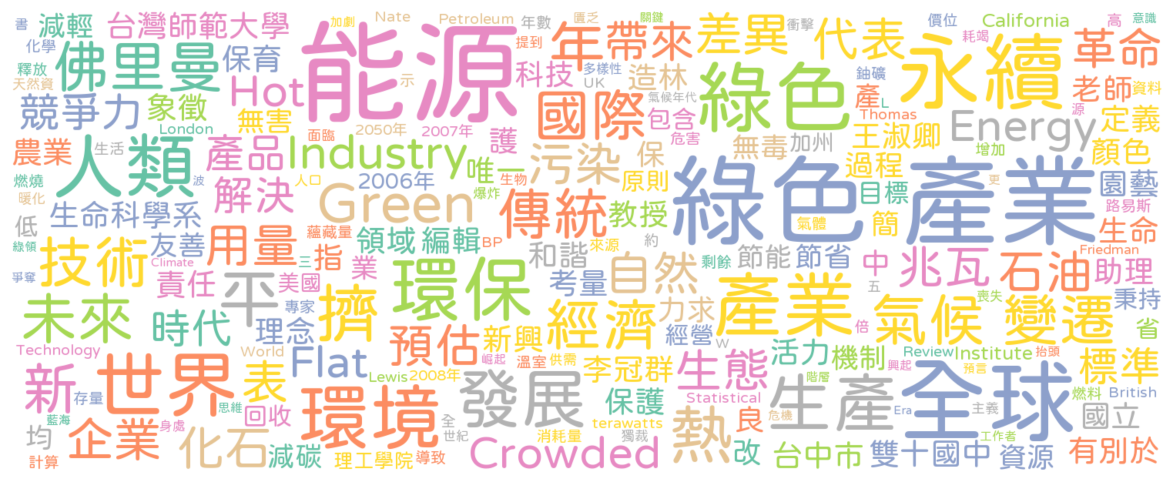 書 減輕 台灣師範大學 加劇 Nate Petroleum 年數 匱乏 關鍵 衝擊 價位 California 高 意識
化學 佛里曼 保育 能源 提到 年 帶來 差異 代表 永續 耗竭 革命
釋放 Hot 科技 多樣性 UK 造林 綠色 鈾礦 老師 資料
天然資 競爭力 象徵 無害 示 國際 氣候年代 包含 產 L Thomas Energy 源 定義
London 面臨 2050年 2007年 護 危害 無毒 加州 王淑卿 增加 顏色
農業 生活 人類 產品 Industry 唯一 污染 保 過程
燃燒 波 解決 人口 2006年 爆炸 生物 原則 綠色產業 目標 更 園藝
暖化 生命科學系 蘊藏量 Green 傳統 教授 氣體 簡 路易斯
低 綠領 友善 用量 指 領域 編輯 BP 和諧 來源 約 節能 節省 生命
技術 Climate 三 業 環保 自然 剩餘 中 兆瓦 石油 Friedman 助理
爭奪 責任 美國 平 考量 五 喪失 秉持
未來 時代 專家 理念 擠 預估 新興 經濟 力求 經營 產業 倍 氣候變遷 省
Technology World Flat 崛起 溫室 供需 李冠群 W 活力 機制 Review Institute 抬頭 標準
新 世界 表 Lewis 2008年 生態 階層 興起 預言 燃料 British
存量 思維 藍海 回收 環境 發展 保護 Statistical 生產 全球 Era 主義
均 企業 身處 化石 全 世紀 消耗量 terawatts 熱 良 危機 國立
計算 減碳 理工學院 導致 Crowded 獨裁 改 台中市 雙十國中 工作者 資源 有別於